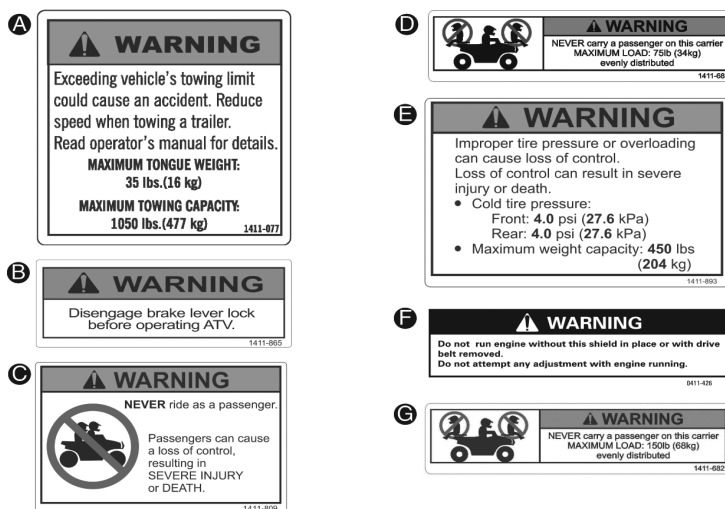 A
WARNING
Exceeding vehicle's towing limit
could cause an accident. Reduce
speed when towing a trailer.
Read operator's manual for details.
MAXIMUM TONGUE WEIGHT:
35 lbs.(16 kg)
MAXIMUM TOWING CAPACITY:
1050 lbs.(477 kg)
1411-077
B
WARNING
Disengage brake lever lock
before operating ATV.
1411-865
C
WARNING
NEVER ride as a passenger.
Passengers can cause
a loss of control,
resulting in
SEVERE INJURY
or DEATH.
1411-809
D
WARNING
NEVER carry a passenger on this carrier
MAXIMUM LOAD: 75lb (34kg)
evenly distributed
E
WARNING
Improper tire pressure or overloading
can cause loss of control.
Loss of control can result in severe
injury or death.
• Cold tire pressure:
Front: 4.0 psi (27.6 kPa)
Rear: 4.0 psi (27.6 kPa)
• Maximum weight capacity: 450 lbs
(204 kg)
1411-893
F
WARNING
Do not run engine without this shield in place or with drive
belt removed.
Do not attempt any adjustment with engine running.
0411-426
G
WARNING
NEVER carry a passenger on this carrier
MAXIMUM LOAD: 150lb (68kg)
evenly distributed
1411-682